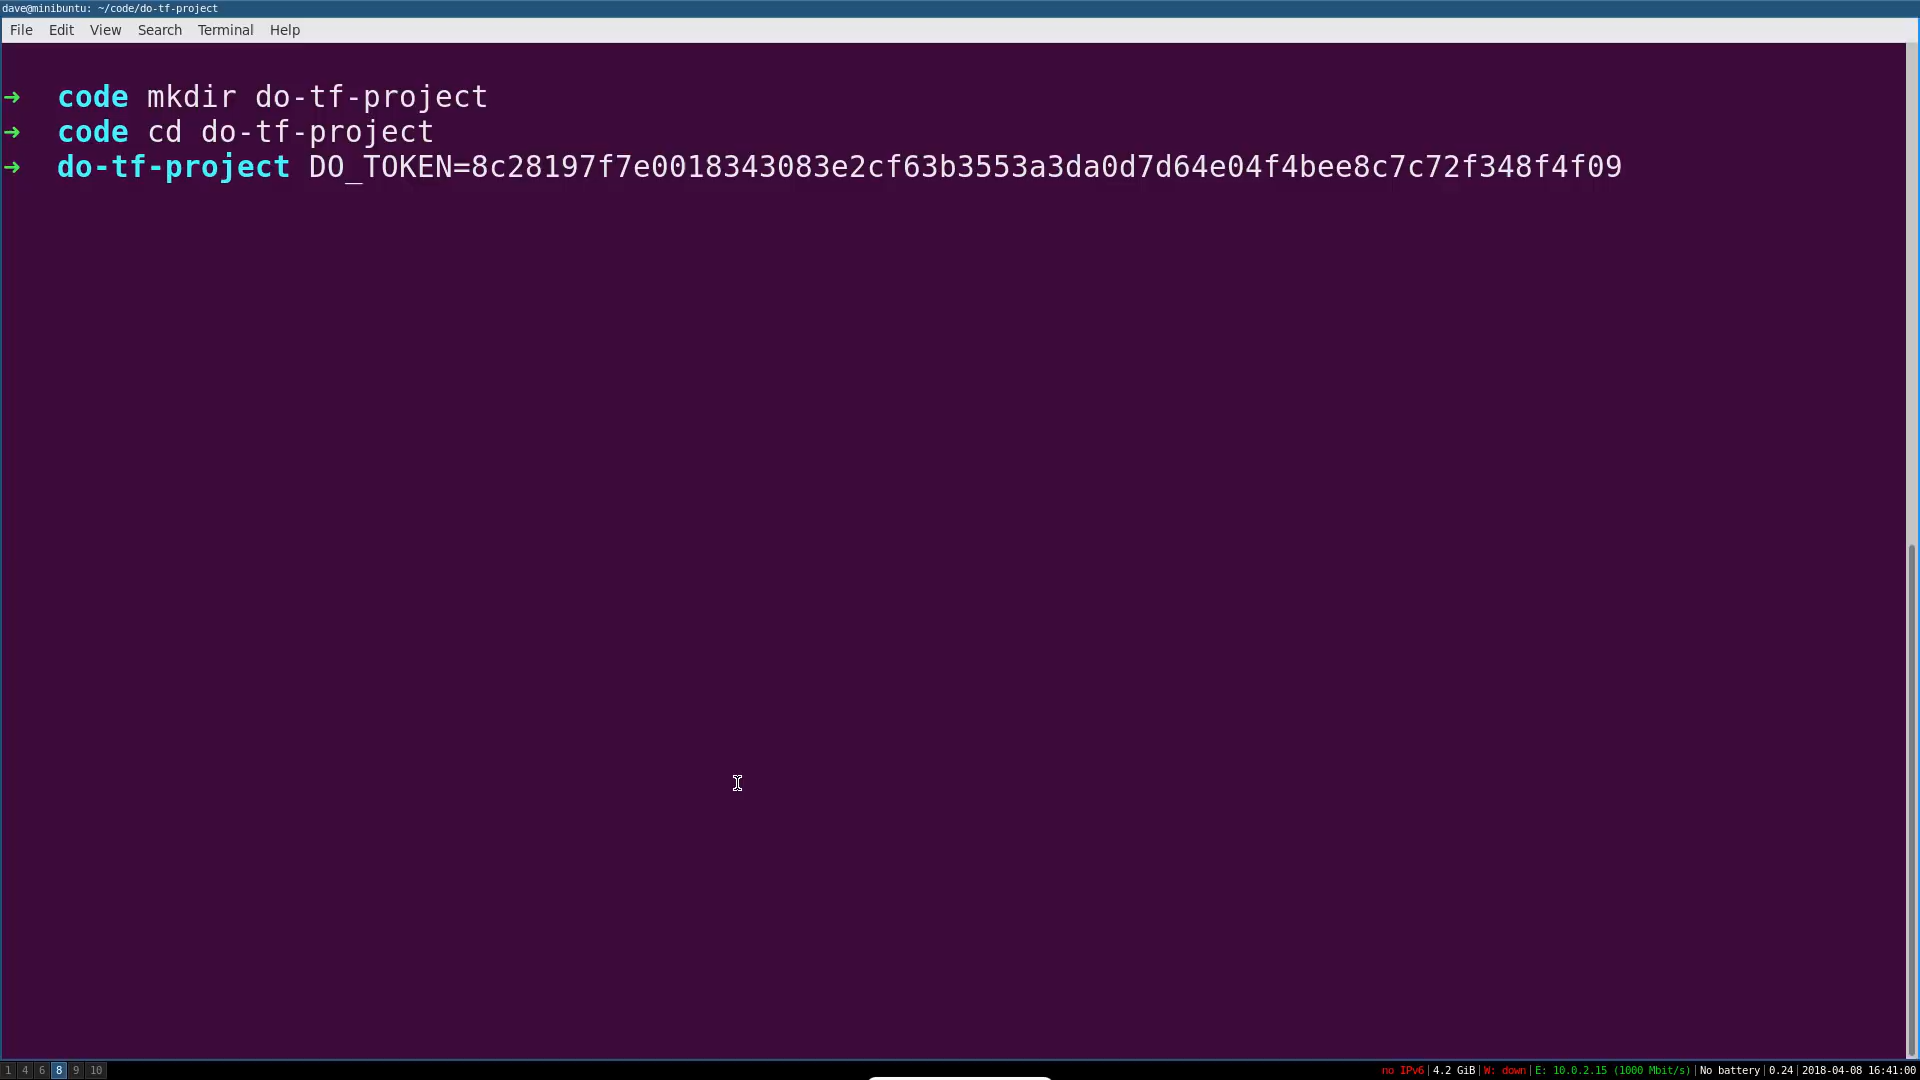 dave@minibuntu: ~/code/do-tf-project
File Edit View Search Terminal Help
➜ code mkdir do-tf-project
➜ code cd do-tf-project
➜ do-tf-project DO_TOKEN=8c28197f7e0018343083e2cf63b3553a3da0d7d64e04f4bee8c7c72f348f4f09
1 4 6 8 9 10 no IPv6|4.2 GiB|W: down|E: 10.0.2.15 (1000 Mbit/s)|No battery|0.24|2018-04-08 16:41:00